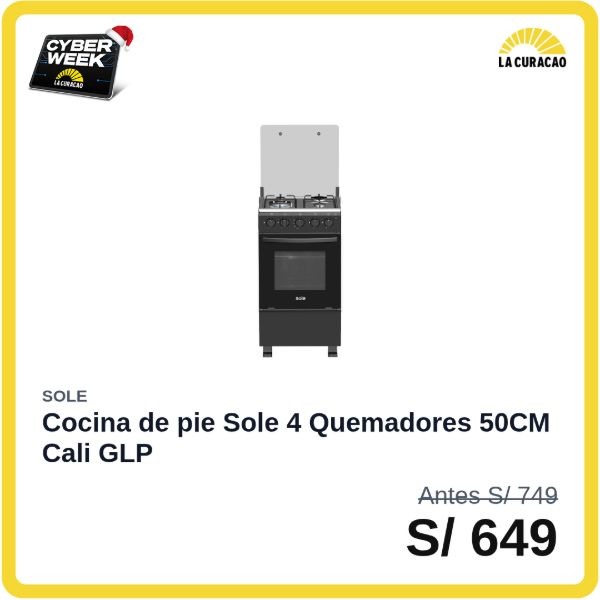 CYBER
WEEK
LA CURACAO
LA CURACAO
sole
SOLE
Cocina de pie Sole 4 Quemadores 50CM
Cali GLP
Antes S/ 749
S/ 649